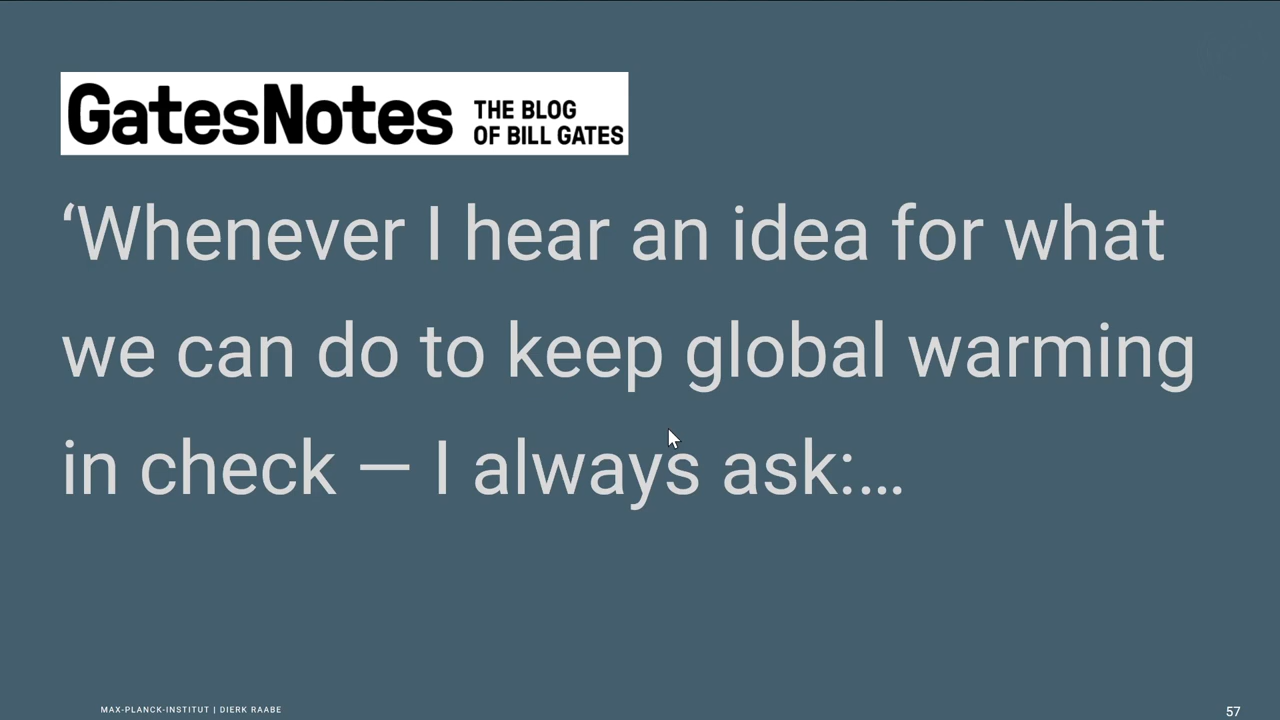 GatesNotes
THE BLOG
OF BILL GATES
‘Whenever I hear an idea for what
we can do to keep global warming
in check — I always ask:...
MAX-PLANCK-INSTITUT | DIERK RAABE
57